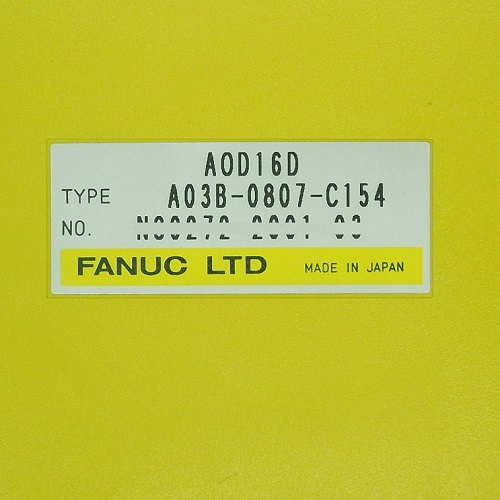 AOD16D
TYPE A03B-0807-C154
NO.
FANUC LTD MADE IN JAPAN